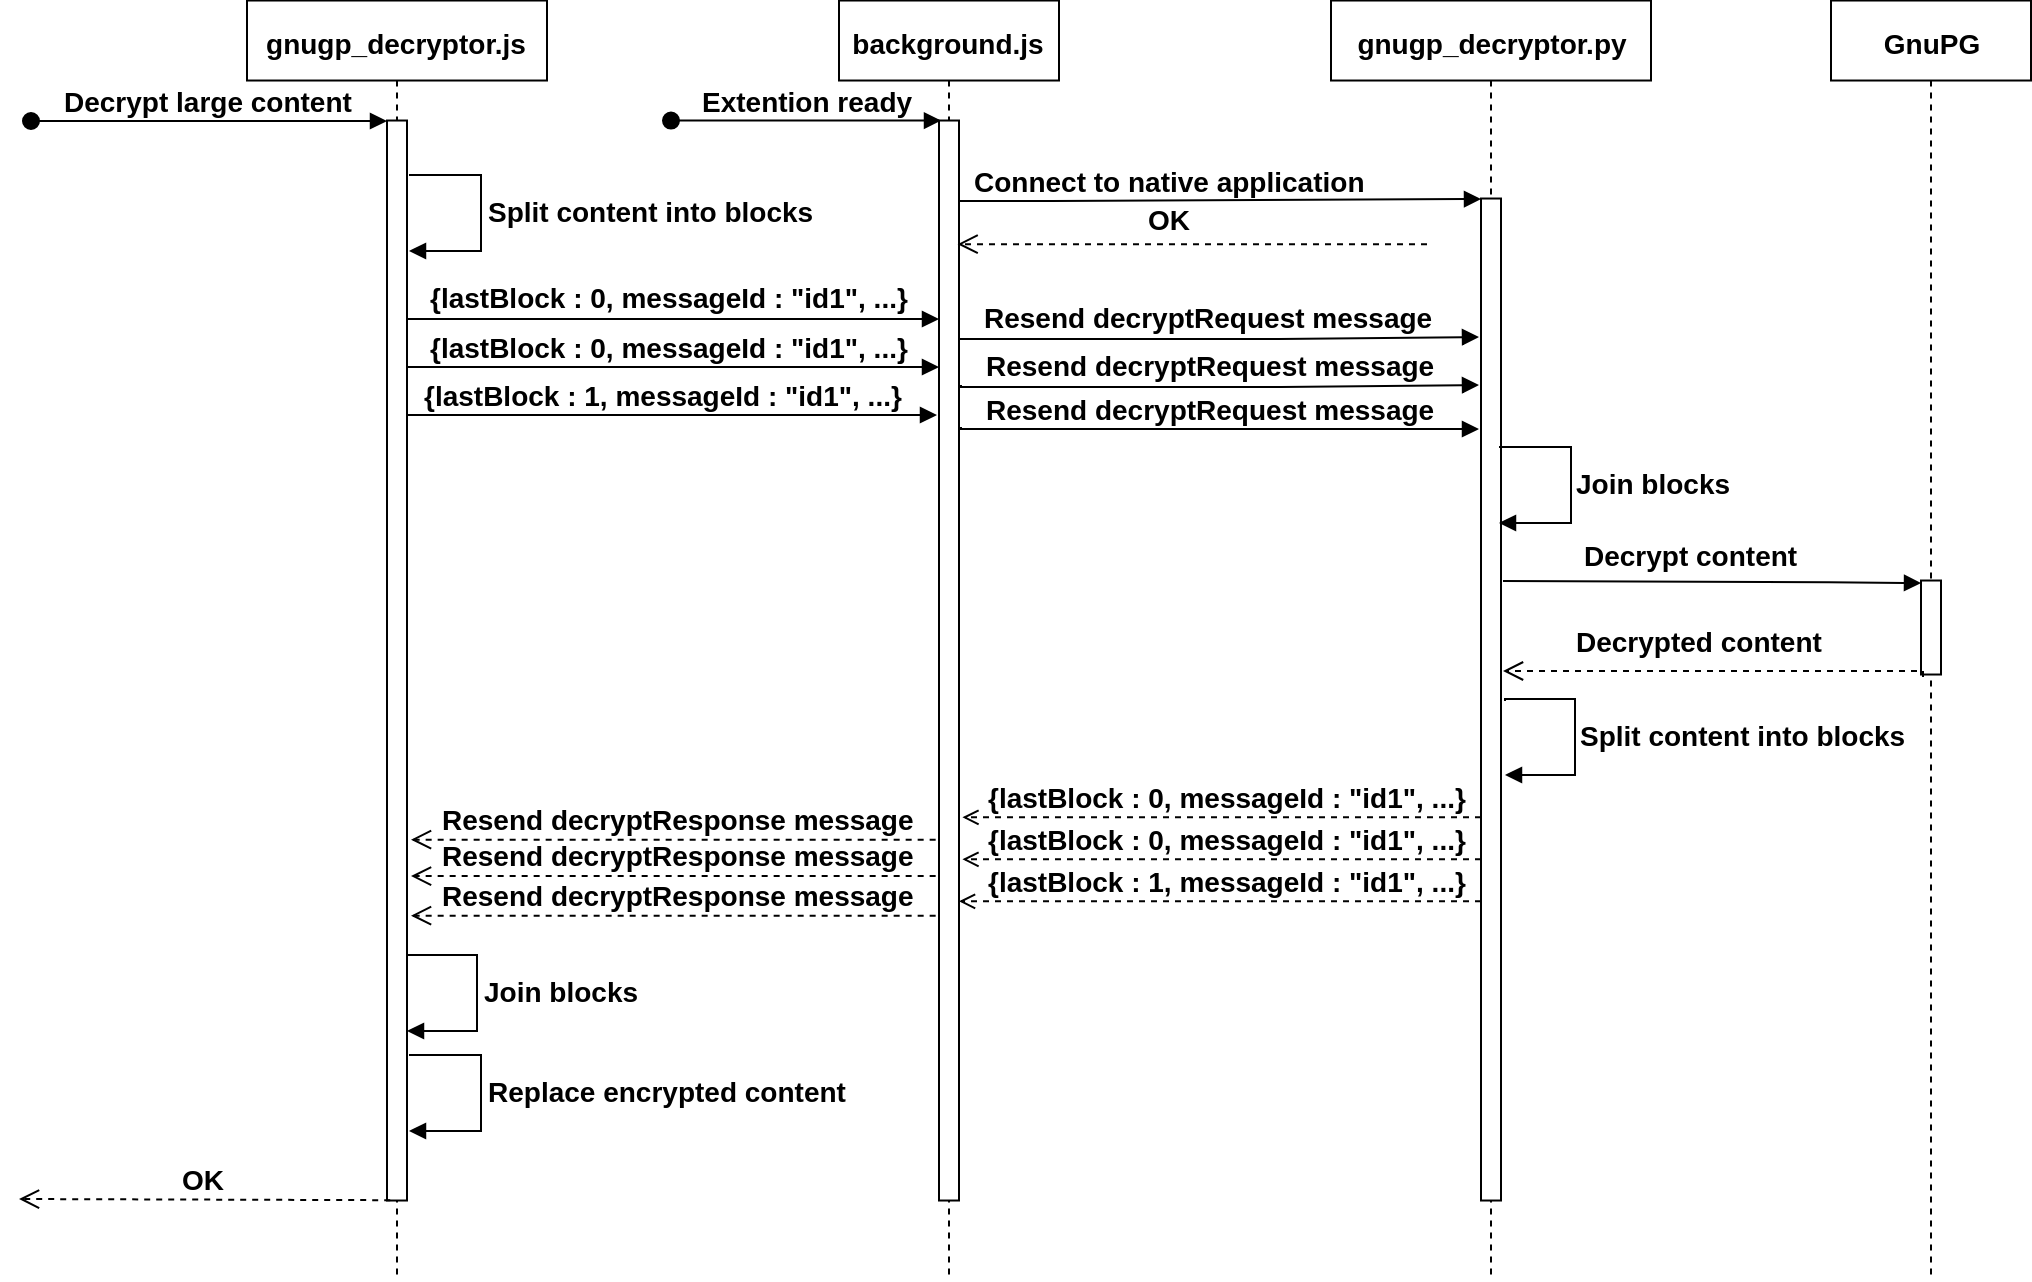 gnugp_decryptor.js
background.js
gnugp_decryptor.py
GnuPG
Decrypt large content
Extention ready
Connect to native application
Split content into blocks
OK
{lastBlock : 0, messageId : "id1", ...}
Resend decryptRequest message
{lastBlock : 0, messageId : "id1", ...}
Resend decryptRequest message
{lastBlock : 1, messageId : "id1", ...}
Resend decryptRequest message
Join blocks
Decrypt content
Decrypted content
Split content into blocks
{lastBlock : 0, messageId : "id1", ...}
Resend decryptResponse message
{lastBlock : 0, messageId : "id1", ...}
Resend decryptResponse message
{lastBlock : 1, messageId : "id1", ...}
Resend decryptResponse message
Join blocks
Replace encrypted content
OK